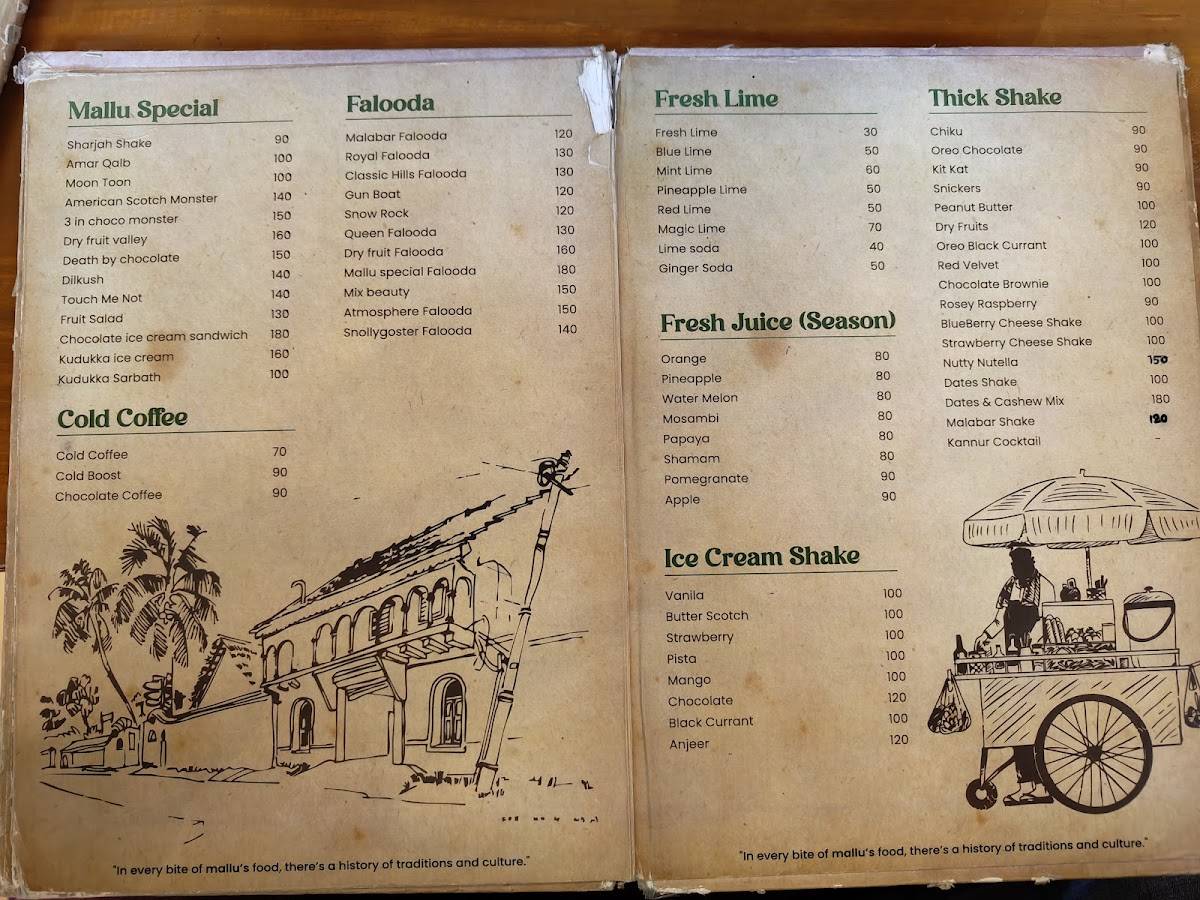 Mallu Special
Sharjah Shake 90
Amar Qalb 100
Moon Toon 100
American Scotch Monster 140
3 in choco monster 150
Dry fruit valley 160
Death by chocolate 150
Dilkush 140
Touch Me Not 140
Fruit Salad 130
Chocolate ice cream sandwich 180
Kudukka ice cream 160
Kudukka Sarbath 100
Cold Coffee
Cold Coffee 70
Cold Boost 90
Chocolate Coffee 90
Falooda
Malabar Falooda 120
Royal Falooda 130
Classic Hills Falooda 130
Gun Boat 120
Snow Rock 120
Queen Falooda 130
Dry fruit Falooda 160
Mallu special Falooda 180
Mix beauty 150
Atmosphere Falooda 150
Snollygoster Falooda 140
"In every bite of mallu's food, there's a history of traditions and culture."
Fresh Lime
Fresh Lime 30
Blue Lime 50
Mint Lime 60
Pineapple Lime 50
Red Lime 50
Magic Lime 70
Lime soda 40
Ginger Soda 50
Fresh Juice (Season)
Orange 80
Pineapple 80
Water Melon 80
Mosambi 80
Papaya 80
Shamam 80
Pomegranate 90
Apple 90
Ice Cream Shake
Vanila 100
Butter Scotch 100
Strawberry 100
Pista 100
Mango 100
Chocolate 120
Black Currant 100
Anjeer 120
Thick Shake
Chiku 90
Oreo Chocolate 90
Kit Kat 90
Snickers 90
Peanut Butter 100
Dry Fruits 120
Oreo Black Currant 100
Red Velvet 100
Chocolate Brownie 100
Rosey Raspberry 90
BlueBerry Cheese Shake 100
Strawberry Cheese Shake 100
Nutty Nutella 150
Dates Shake 100
Dates & Cashew Mix 180
Malabar Shake 120
Kannur Cocktail -
"In every bite of mallu's food, there's a history of traditions and culture."